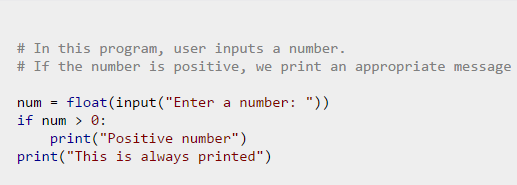 # In this program, user inputs a number.
# If the number is positive, we print an appropriate message
num = float(input("Enter a number: "))
if num > 0:
    print("Positive number")
print("This is always printed")